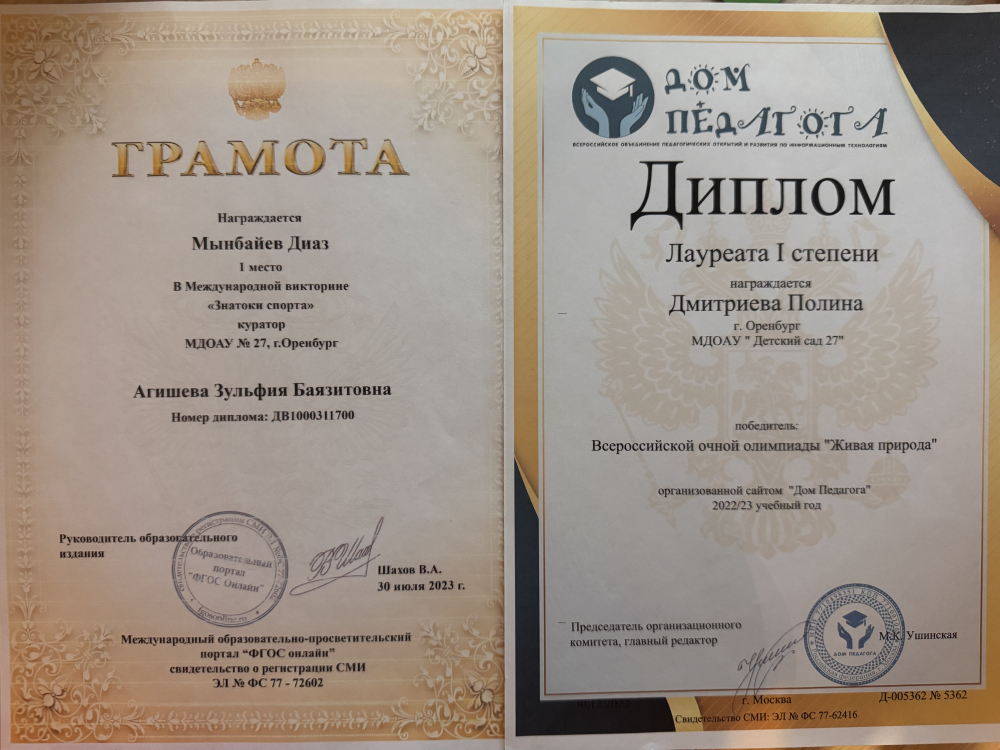 ГРАМОТА
Награждается
Мынбайев Диаз
1 место
В Международной викторине
«Знатоки спорта»
куратор
МДОАУ № 27, г.Оренбург
Агишева Зульфия Баязитовна
Номер диплома: ДВ1000311700
Руководитель образовательного
издания
Образовательный
портал
"ФГОС Онлайн"
Шахов В.А.
30 июля 2023 г.
Международный образовательно-просветительский
портал “ФГОС онлайн”
свидетельство о регистрации СМИ
ЭЛ № ФС 77 - 72602
ДОМ
ПЕДАГОГА
ВСЕРОССИЙСКОЕ ОБЪЕДИНЕНИЕ ПЕДАГОГИЧЕСКИХ ОТКРЫТИЙ И РАЗВИТИЯ ПО ИНФОРМАЦИОННЫМ ТЕХНОЛОГИЯМ
Диплом
Лауреата I степени
награждается
Дмитриева Полина
г. Оренбург
МДОАУ " Детский сад 27"
победитель:
Всероссийской очной олимпиады "Живая природа"
организованной сайтом "Дом Педагога"
2022/23 учебный год
Председатель организационного
комитета, главный редактор
ДОМ ПЕДАГОГА
М.К. Ушинская
г. Москва
Д-005362 № 5362
Свидетельство СМИ: ЭЛ № ФС 77-62416